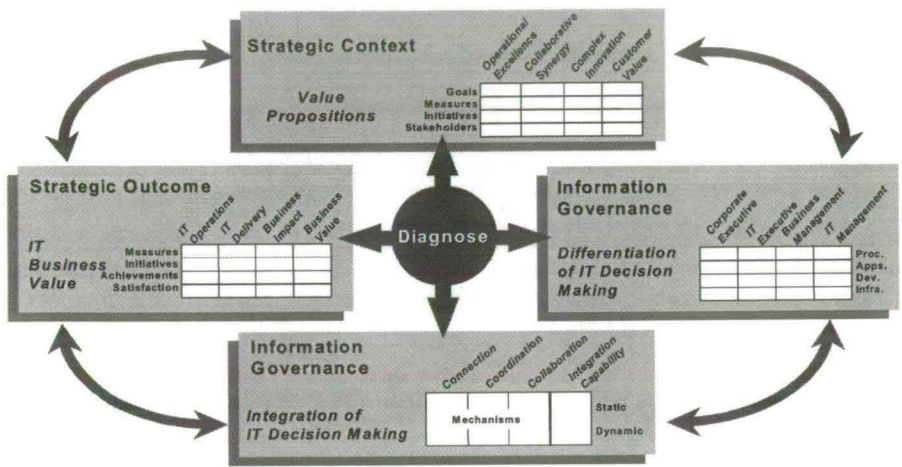 Strategic Context
Value
Propositions
Operational
Excellence
Collaborative
Synergy
Complex
Innovation
Customer
Value
Goals
Measures
Initiatives
Stakeholders
Strategic Outcome
IT
Business
Value
IT
Operations
IT
Delivery
Business
Impact
Business
Value
Measures
Initiatives
Achievements
Satisfaction
Diagnose
Information
Governance
Differentiation
of IT Decision
Making
Corporate
Executive
IT
Executive
Business
Management
IT
Management
Proc.
Apps.
Dev.
Infra.
Information
Governance
Integration of
IT Decision Making
Connection
Coordination
Collaboration
Integration
Capability
Mechanisms
Static
Dynamic